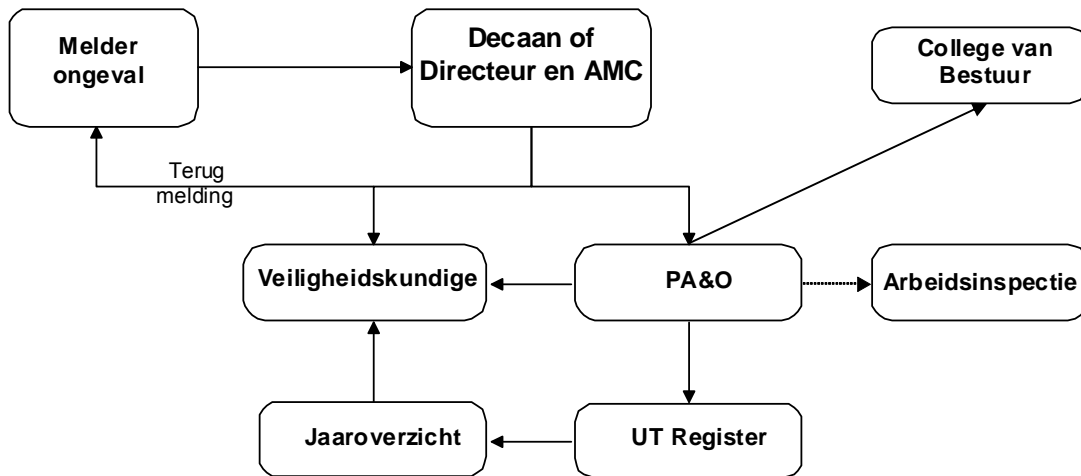 Melder
ongeval
Decaan of
Directeur en AMC
College van
Bestuur
Terug
melding
Veiligheidskundige
PA&O
Arbeidsinspectie
Jaaroverzicht
UT Register